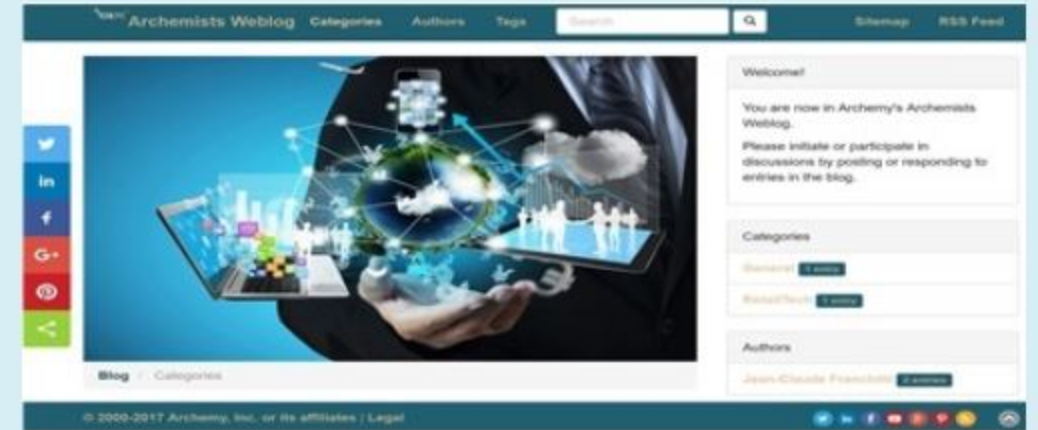 Archemists Weblog Categories Authors Tags Search Sitemap RSS Feed
Welcome!
You are now in Archemy's Archemists
Weblog.
Please initiate or participate in
discussions by posting or responding to
entries in the blog.
Categories
General 1 entry
RetailTech 1 entry
Authors
Jean-Claude Franchitti 2 entries
Blog / Categories
© 2000-2017 Archemy, Inc. or its affiliates | Legal